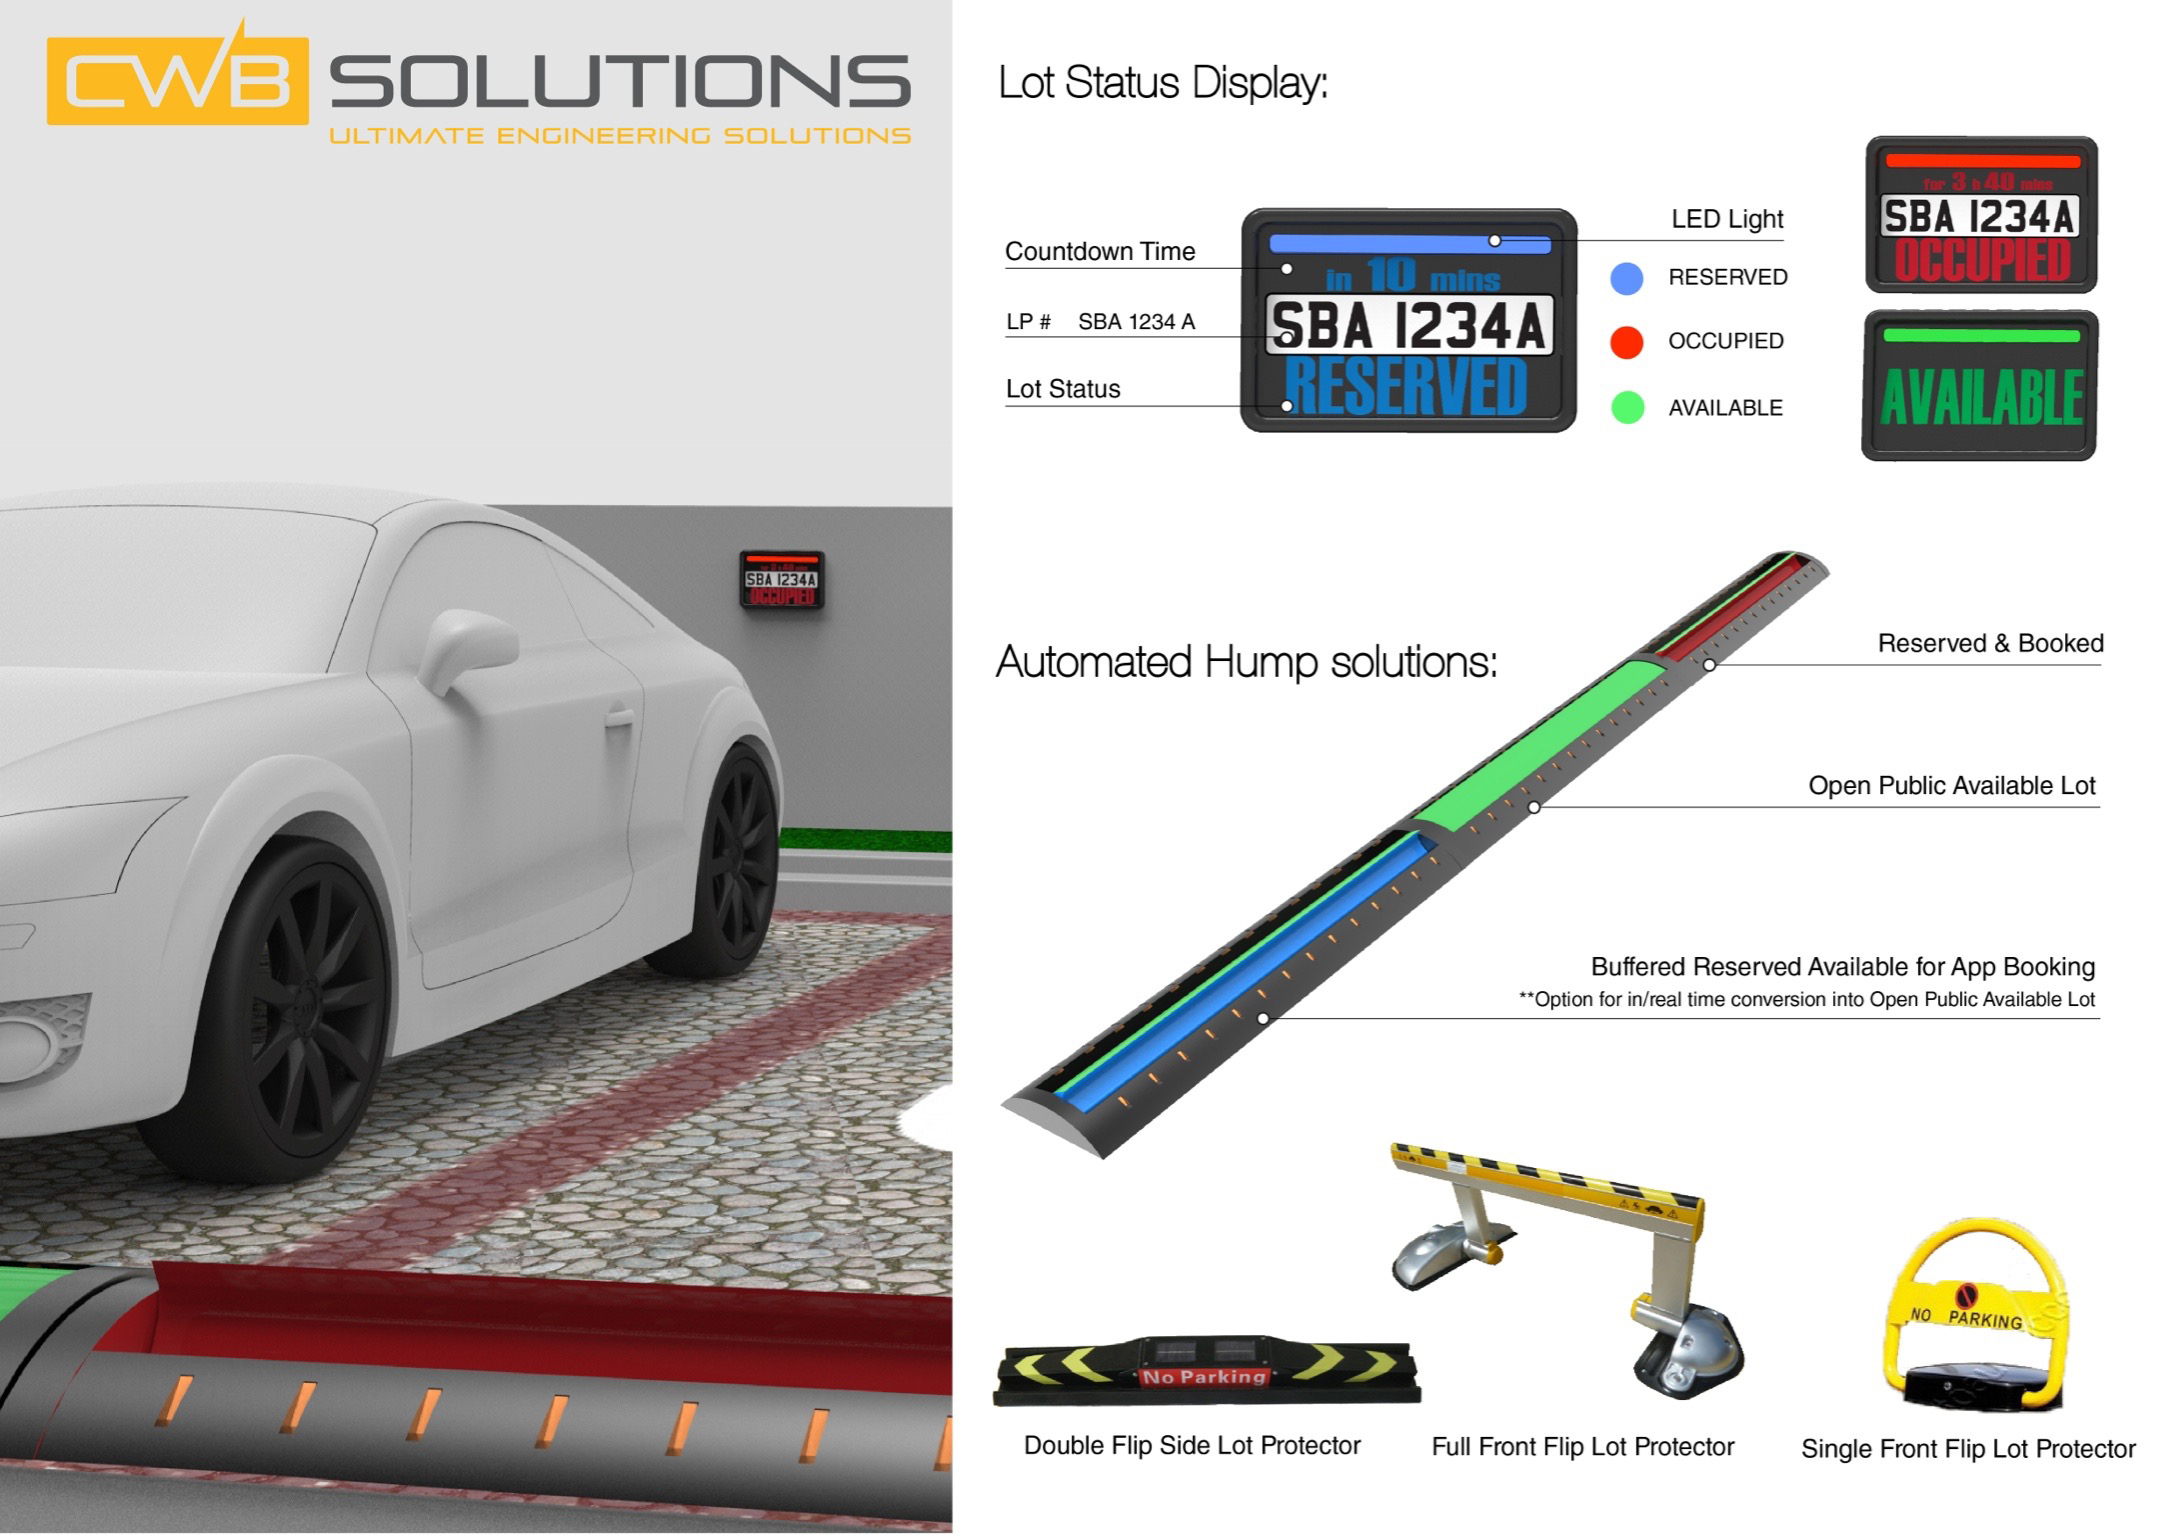 CWB SOLUTIONS
ULTIMATE ENGINEERING SOLUTIONS
SBA 1234A
OCCUPIED
Lot Status Display:
Countdown Time
LP # SBA 1234 A
Lot Status
in 10 mins
SBA 1234A
RESERVED
LED Light
RESERVED
OCCUPIED
AVAILABLE
for 3 h 40 mins
SBA 1234A
OCCUPIED
AVAILABLE
Automated Hump solutions:
Reserved & Booked
Open Public Available Lot
Buffered Reserved Available for App Booking
**Option for in/real time conversion into Open Public Available Lot
No Parking
NO PARKING
Double Flip Side Lot Protector
Full Front Flip Lot Protector
Single Front Flip Lot Protector